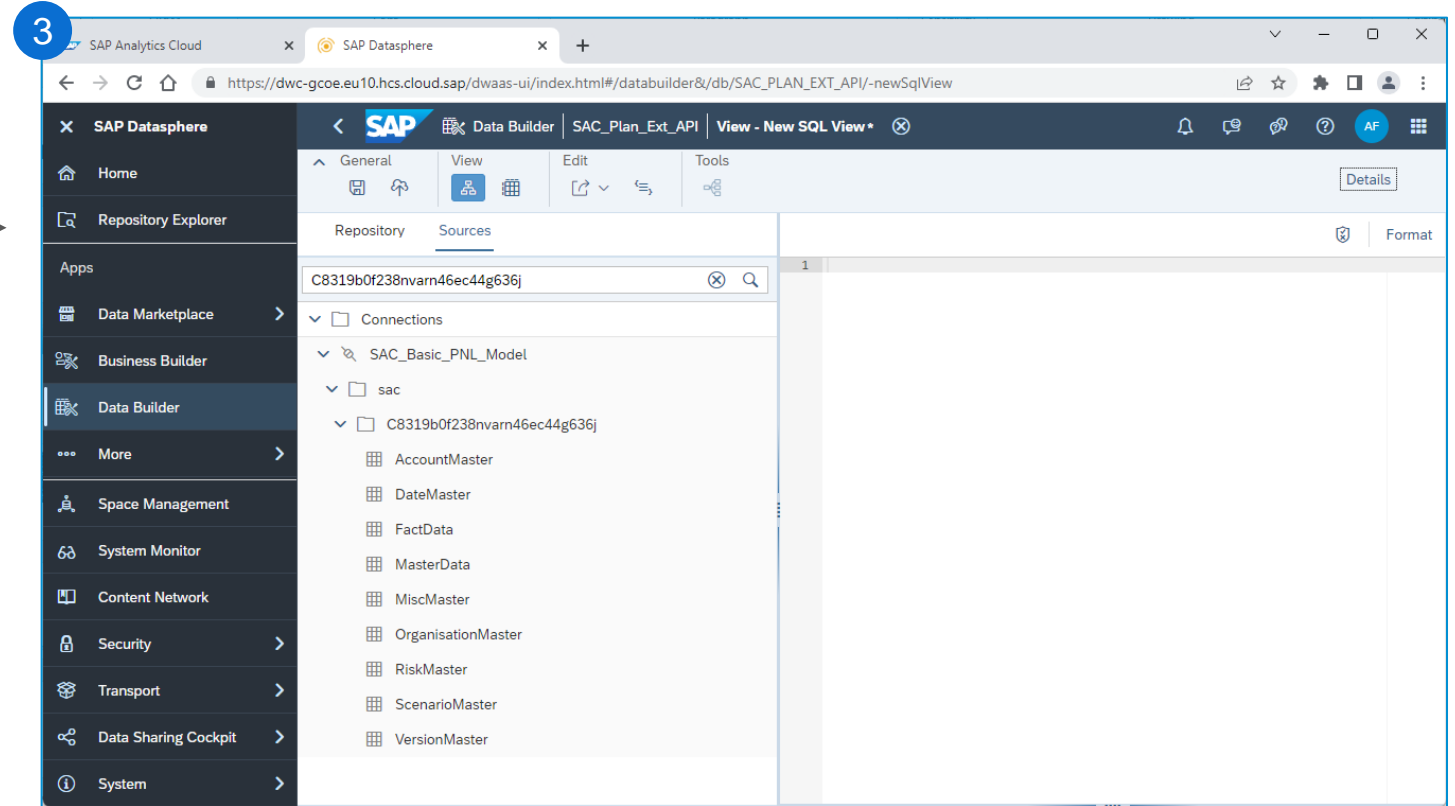 3
SAP Analytics Cloud
SAP Datasphere
https://dwc-gcoe.eu10.hcs.cloud.sap/dwaas-ui/index.html#/databuilder&/db/SAC_PLAN_EXT_API/-newSqlView
SAP Datasphere
SAP Data Builder SAC_Plan_Ext_API View - New SQL View* AF
Home
Repository Explorer
Apps
Data Marketplace
Business Builder
Data Builder
More
Space Management
System Monitor
Content Network
Security
Transport
Data Sharing Cockpit
System
General View Edit Tools
Details
Repository Sources
Format
C8319b0f238nvarn46ec44g636j
1
Connections
SAC_Basic_PNL_Model
sac
C8319b0f238nvarn46ec44g636j
AccountMaster
DateMaster
FactData
MasterData
MiscMaster
OrganisationMaster
RiskMaster
ScenarioMaster
VersionMaster